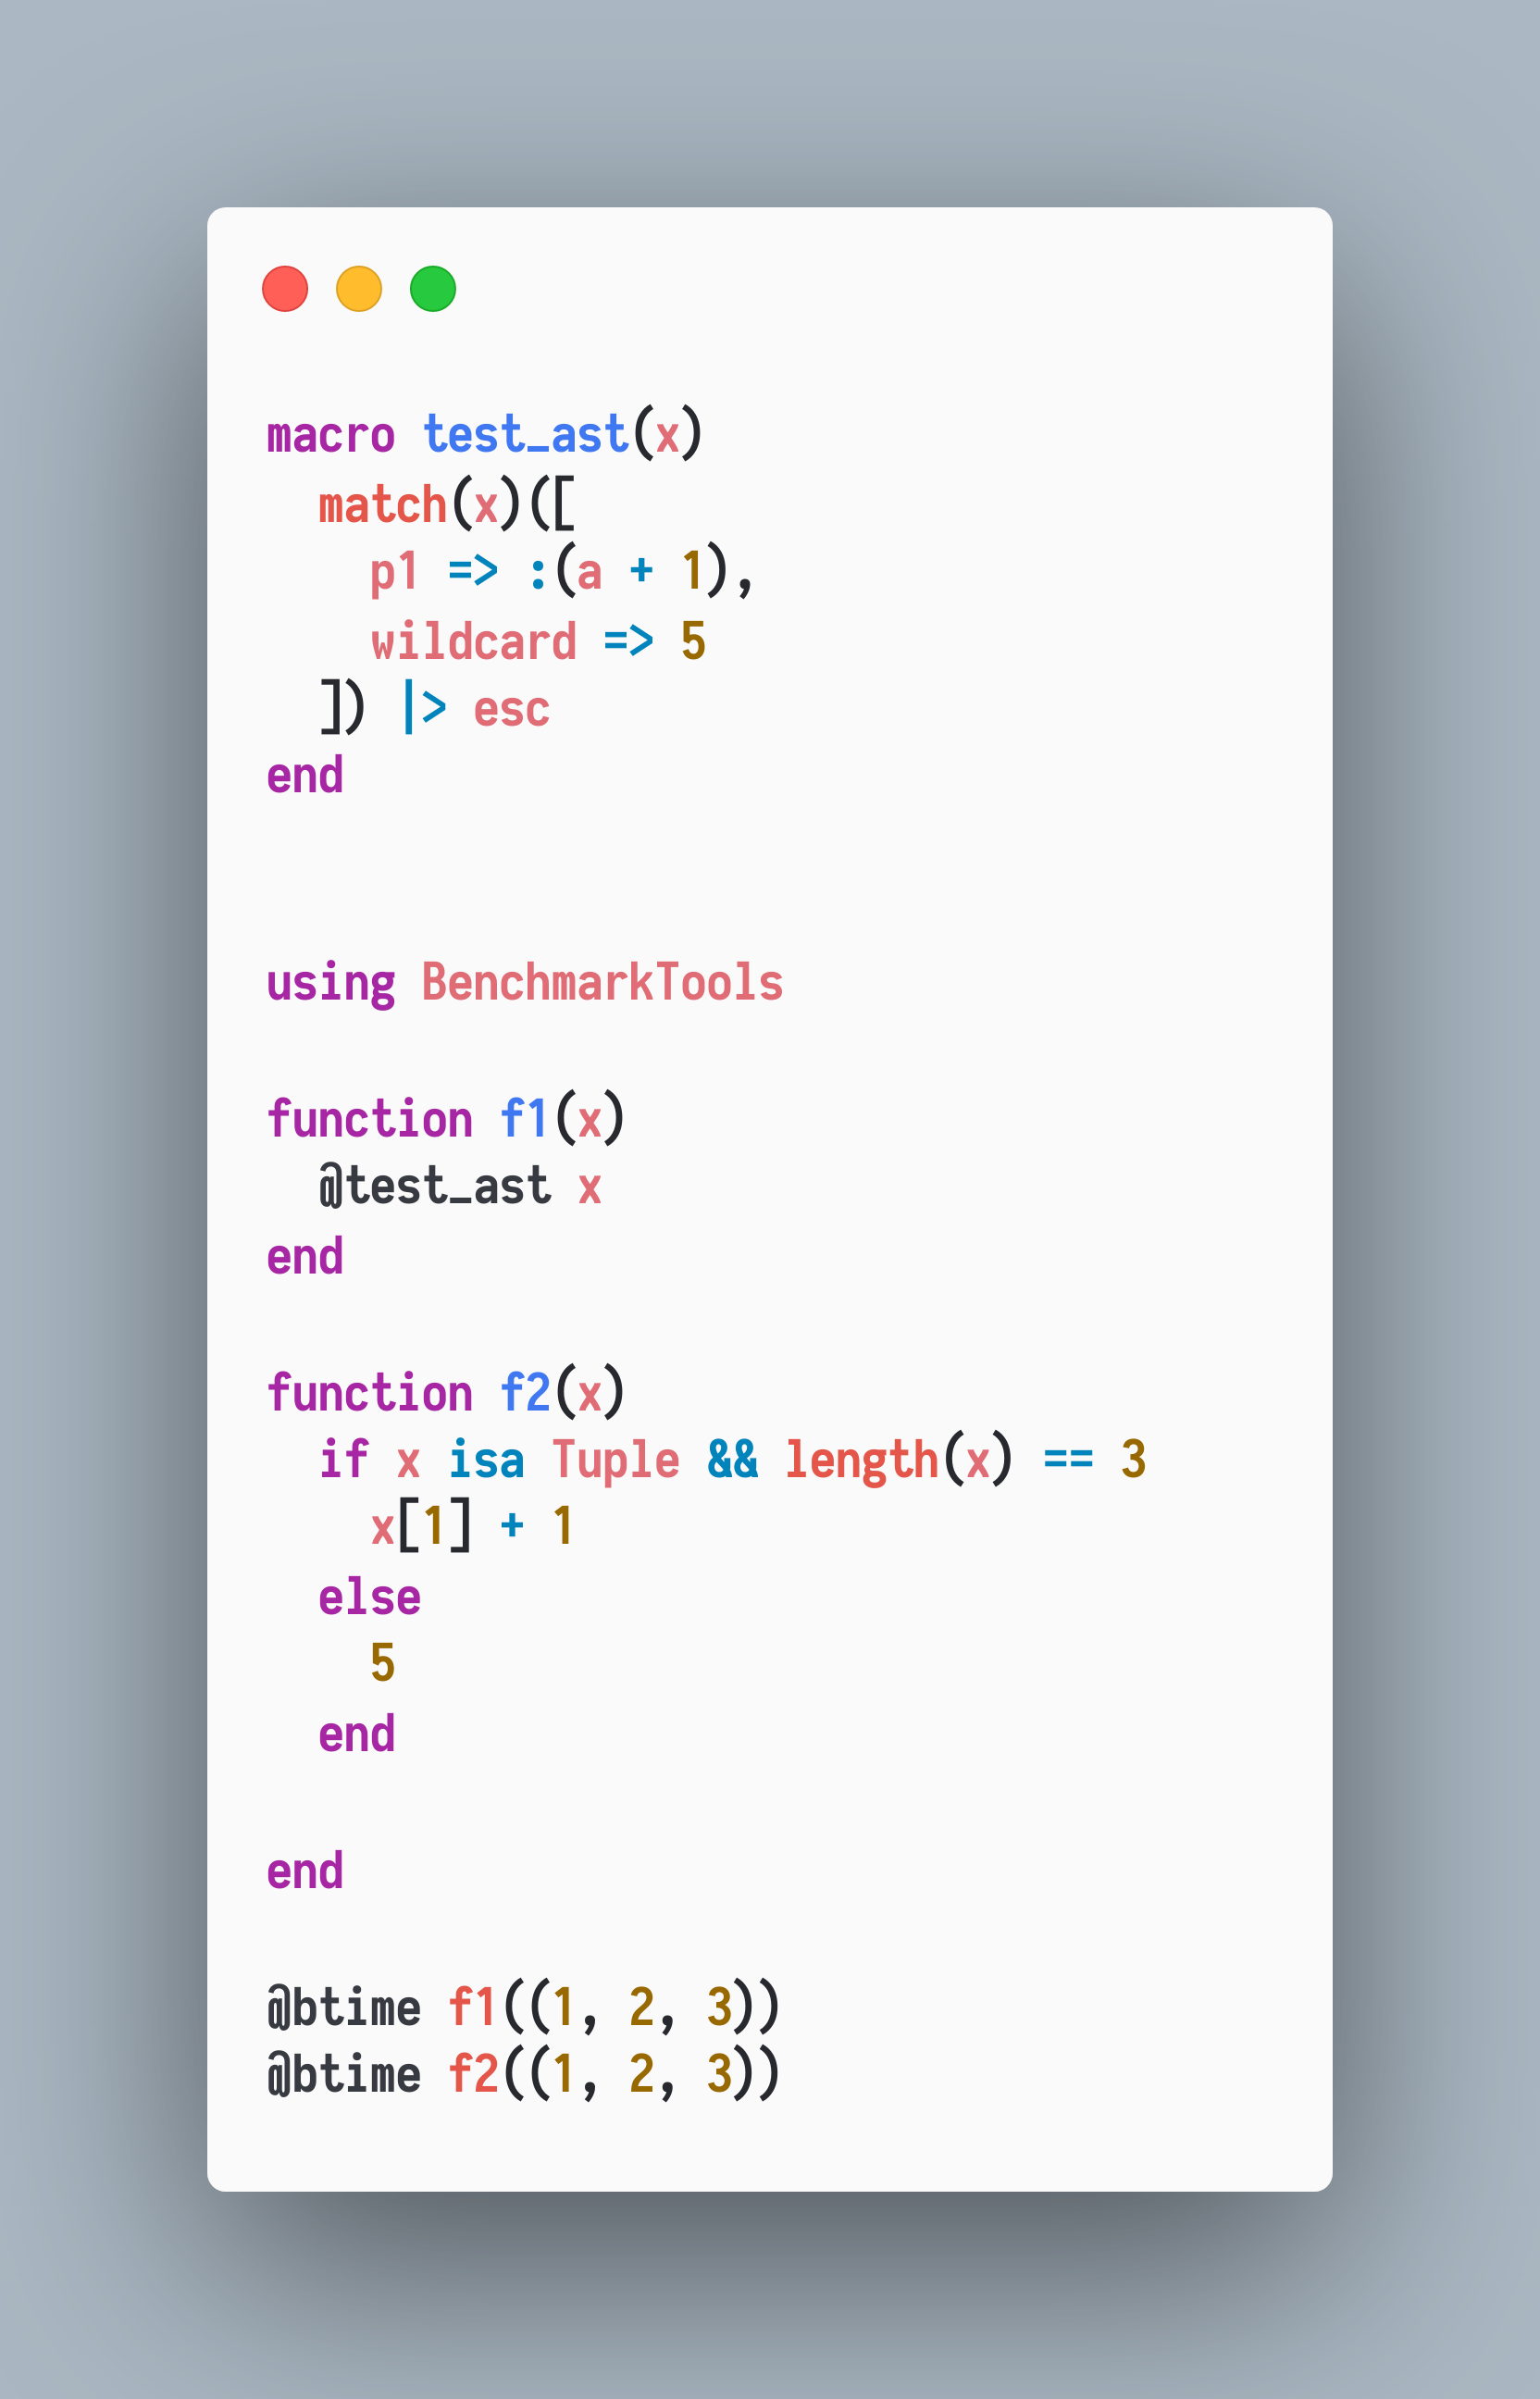 macro test_ast(x)
  match(x)([
    p1 => :(a + 1),
    wildcard => 5
  ]) |> esc
end

using BenchmarkTools

function f1(x)
  @test_ast x
end

function f2(x)
  if x isa Tuple && length(x) == 3
    x[1] + 1
  else
    5
  end

end

@btime f1((1, 2, 3))
@btime f2((1, 2, 3))